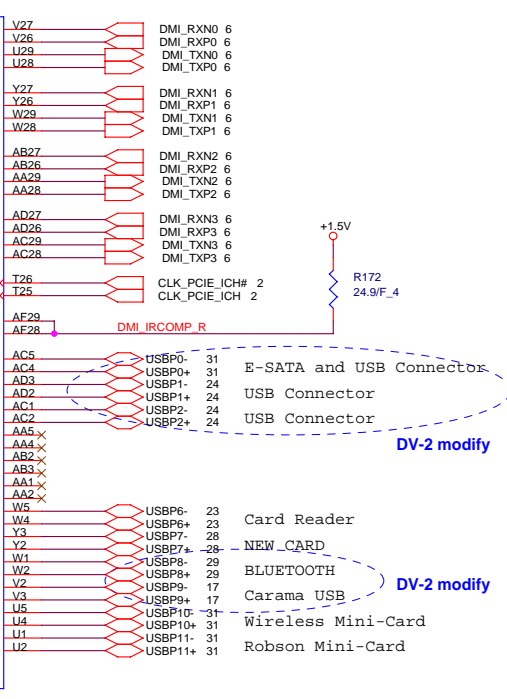 V27 DMI_RXN0 6
V26 DMI_RXP0 6
U29 DMI_TXN0 6
U28 DMI_TXP0 6
Y27 DMI_RXN1 6
Y26 DMI_RXP1 6
W29 DMI_TXN1 6
W28 DMI_TXP1 6
AB27 DMI_RXN2 6
AB26 DMI_RXP2 6
AA29 DMI_TXN2 6
AA28 DMI_TXP2 6
AD27 DMI_RXN3 6
AD26 DMI_RXP3 6
AC29 DMI_TXN3 6
AC28 DMI_TXP3 6
+1.5V
T26 CLK_PCIE_ICH# 2
T25 CLK_PCIE_ICH 2
R172
24.9/F_4
AF29
AF28 DMI_IRCOMP_R
AC5 USBP0- 31
AC4 USBP0+ 31 E-SATA and USB Connector
AD3 USBP1- 24
AD2 USBP1+ 24 USB Connector
AC1 USBP2- 24
AC2 USBP2+ 24 USB Connector
AA5
AA4 DV-2 modify
AB2
AB3
AA1
AA2
W5 USBP6- 23
W4 USBP6+ 23 Card Reader
Y3 USBP7- 28
Y2 USBP7+ 28 NEW CARD
W1 USBP8- 29
W2 USBP8+ 29 BLUETOOTH
V2 USBP9- 17 DV-2 modify
V3 USBP9+ 17 Carama USB
U5 USBP10- 31
U4 USBP10+ 31 Wireless Mini-Card
U1 USBP11- 31
U2 USBP11+ 31 Robson Mini-Card